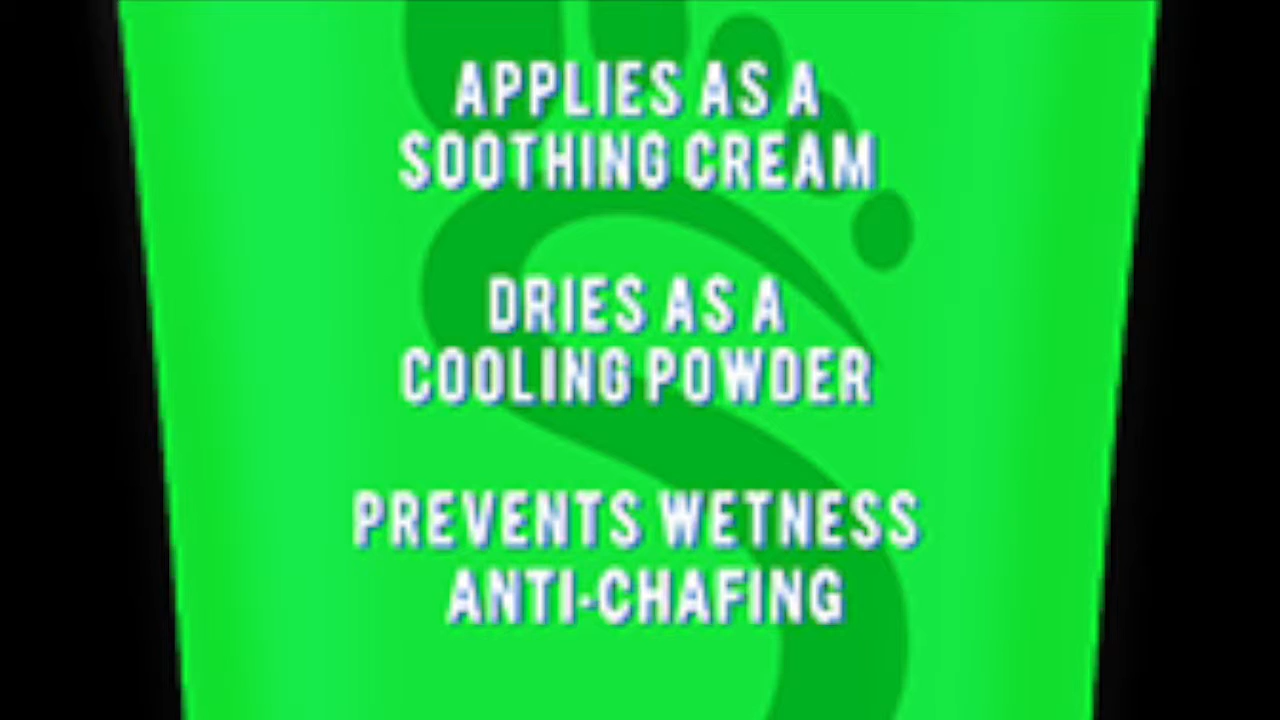 APPLIES AS A
SOOTHING CREAM
DRIES AS A
COOLING POWDER
PREVENTS WETNESS
ANTI-CHAFING